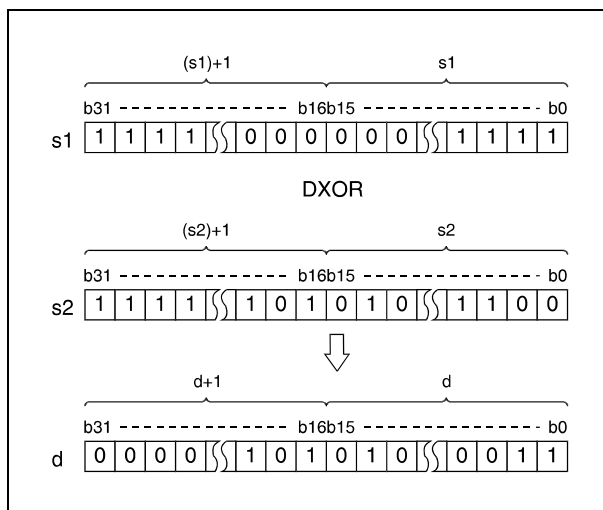 (s1)+1 s1
b31 b16b15 b0
s1 1 1 1 1 0 0 0 0 0 0 1 1 1 1
DXOR
(s2)+1 s2
b31 b16b15 b0
s2 1 1 1 1 1 0 1 0 1 0 1 1 0 0
d+1 d
b31 b16b15 b0
d 0 0 0 0 1 0 1 0 1 0 0 0 1 1